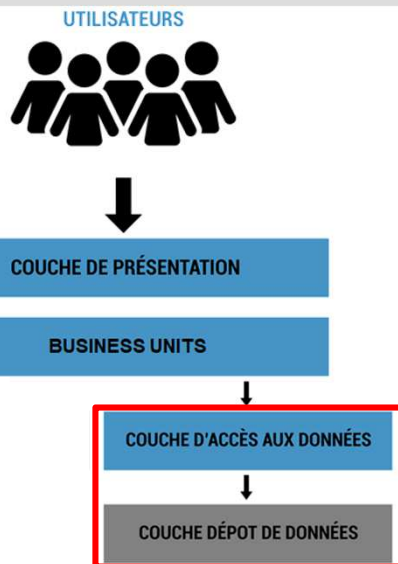 UTILISATEURS
COUCHE DE PRÉSENTATION
BUSINESS UNITS
COUCHE D'ACCÈS AUX DONNÉES
COUCHE DÉPOT DE DONNÉES